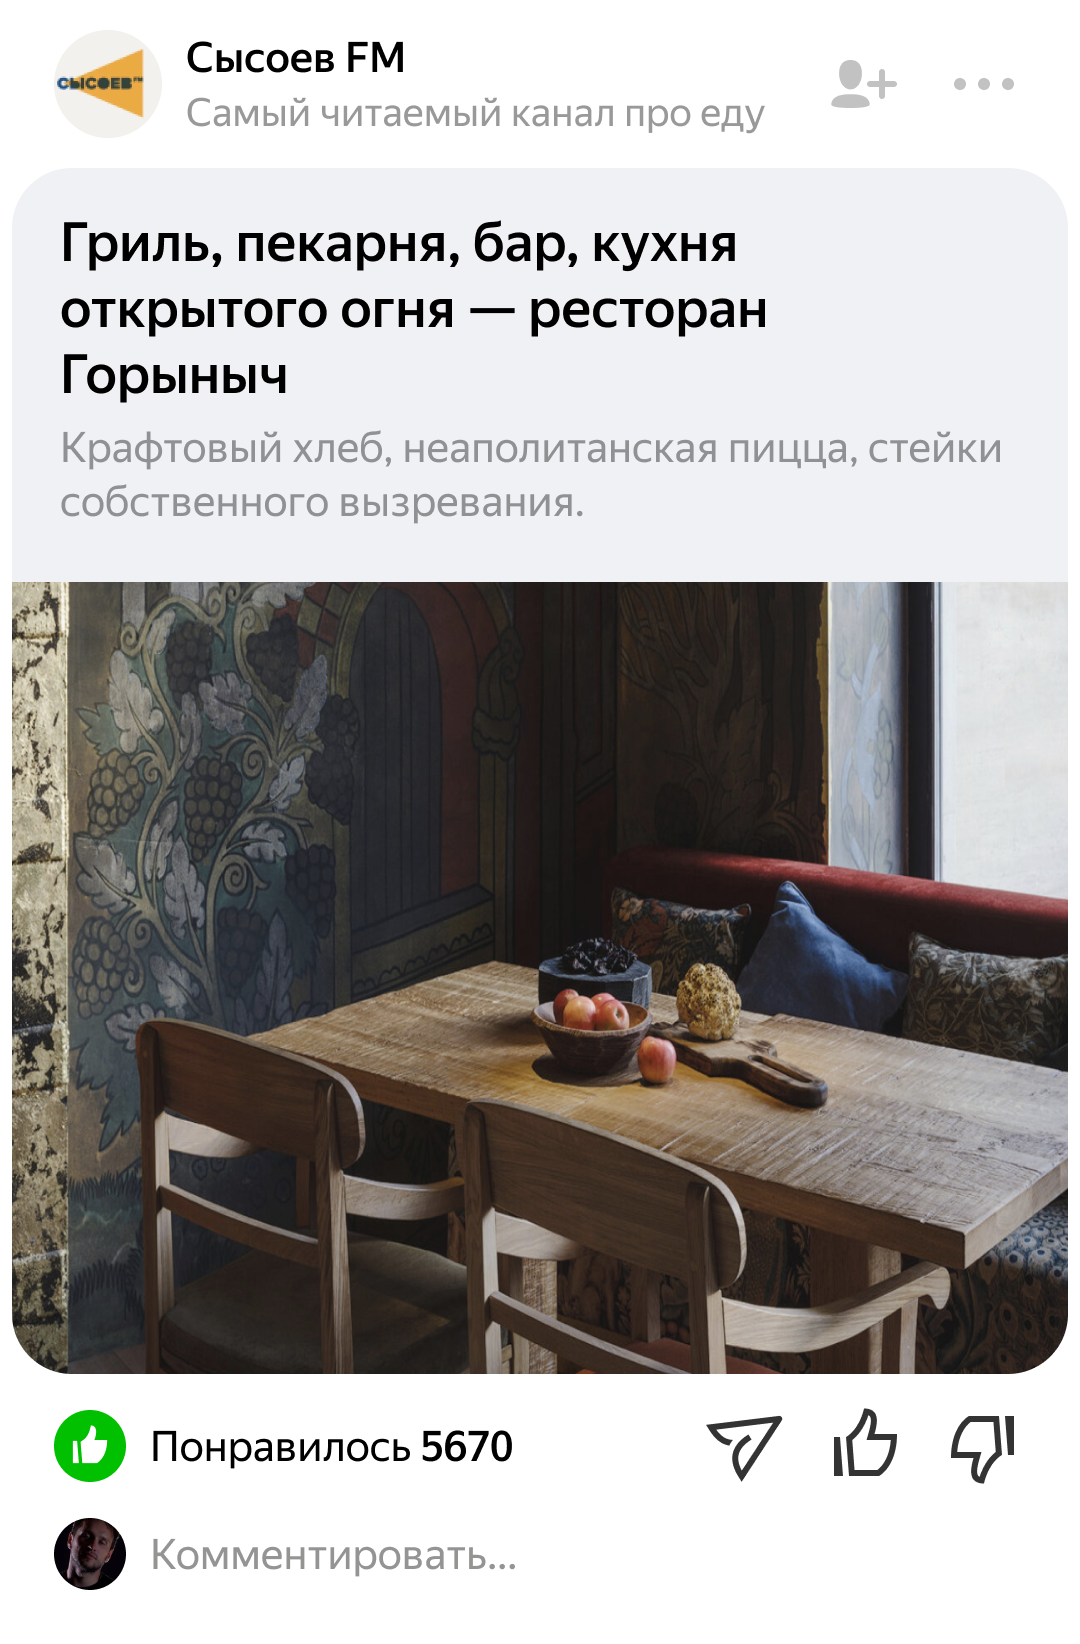 СЫСОЕВ FM
Сысоев FM
Самый читаемый канал про еду
Гриль, пекарня, бар, кухня
открытого огня — ресторан
Горыныч
Крафтовый хлеб, неаполитанская пицца, стейки
собственного вызревания.
Понравилось 5670
Комментировать...